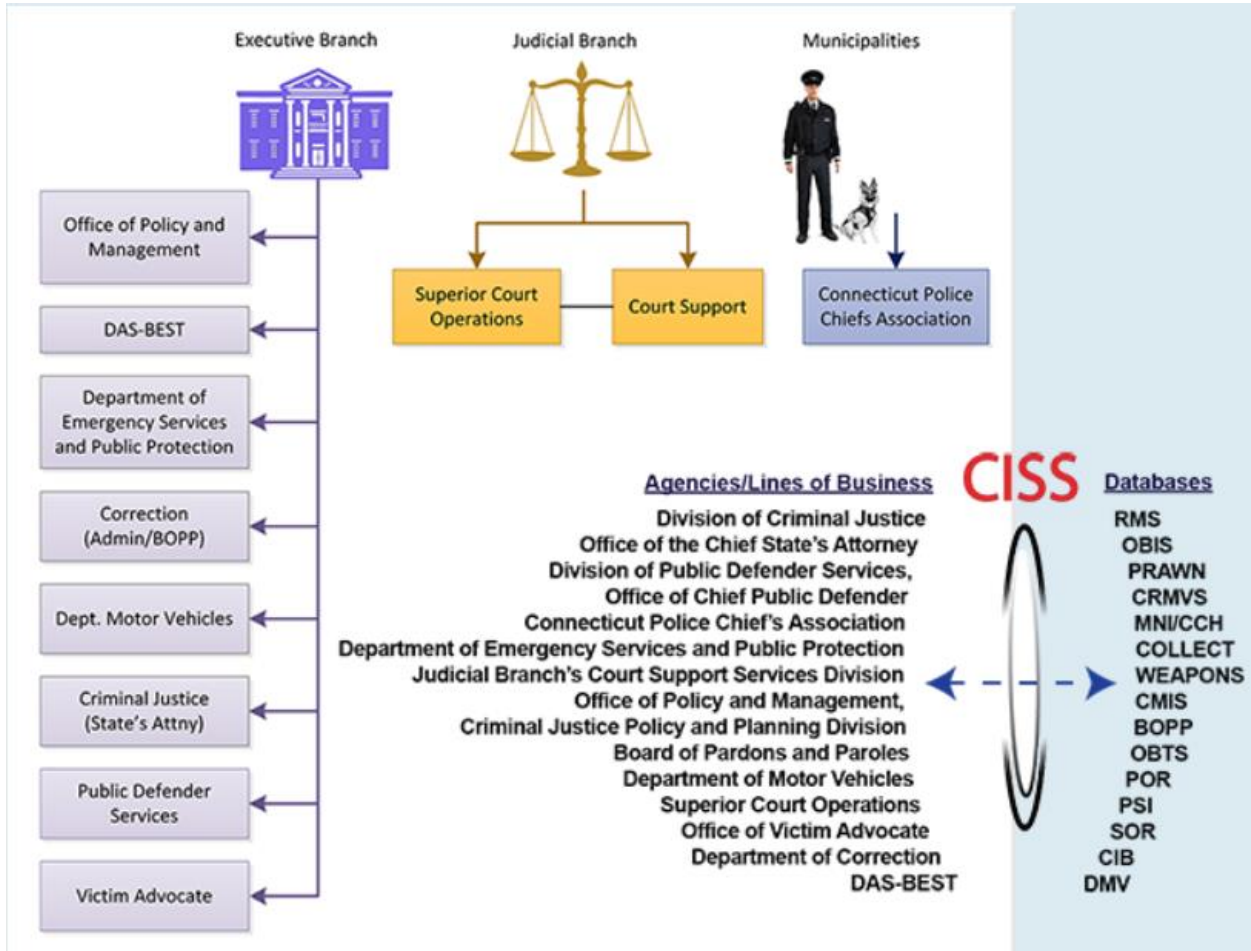 Executive Branch
Judicial Branch
Municipalities
Office of Policy and
Management
DAS-BEST
Department of
Emergency Services
and Public Protection
Correction
(Admin/BOPP)
Dept. Motor Vehicles
Criminal Justice
(State's Attny)
Public Defender
Services
Victim Advocate
Superior Court
Operations
Court Support
Connecticut Police
Chiefs Association
CISS
Agencies/Lines of Business
Division of Criminal Justice
Office of the Chief State's Attorney
Division of Public Defender Services,
Office of Chief Public Defender
Connecticut Police Chief's Association
Department of Emergency Services and Public Protection
Judicial Branch's Court Support Services Division
Office of Policy and Management,
Criminal Justice Policy and Planning Division
Board of Pardons and Paroles
Department of Motor Vehicles
Superior Court Operations
Office of Victim Advocate
Department of Correction
DAS-BEST
Databases
RMS
OBIS
PRAWN
CRMVS
MNI/CCH
COLLECT
WEAPONS
CMIS
BOPP
OBTS
POR
PSI
SOR
CIB
DMV